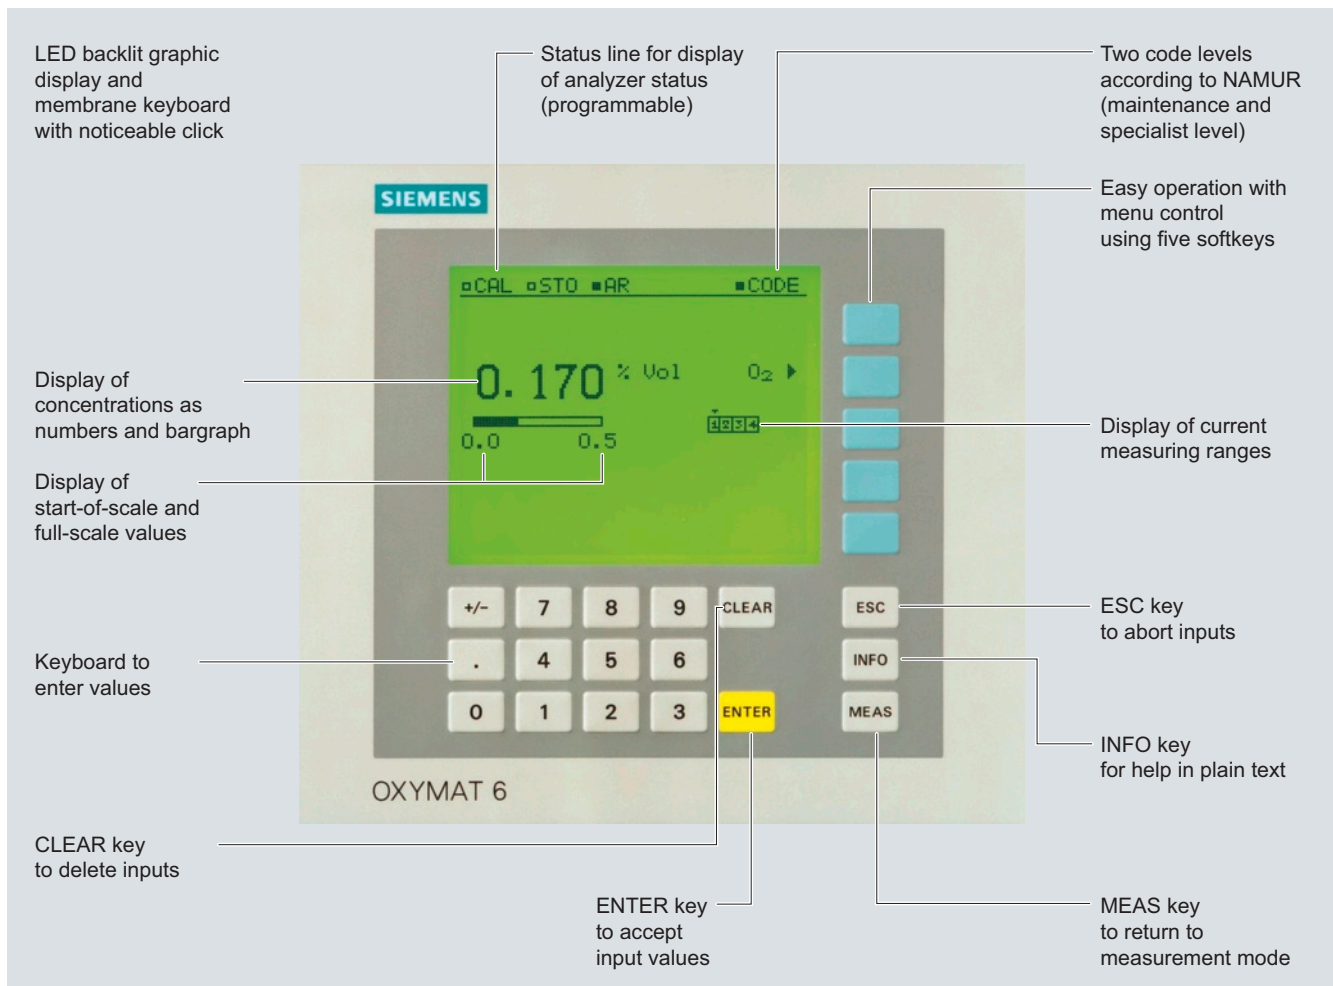 LED backlit graphic
display and
membrane keyboard
with noticeable click
Status line for display
of analyzer status
(programmable)
Two code levels
according to NAMUR
(maintenance and
specialist level)
Easy operation with
menu control
using five softkeys
SIEMENS
CAL STO AR CODE
0.170 % Vol O₂
1 2 3 4
0.0 0.5
Display of
concentrations as
numbers and bargraph
Display of
start-of-scale and
full-scale values
Display of current
measuring ranges
+/- 7 8 9 CLEAR ESC
. 4 5 6 INFO
0 1 2 3 ENTER MEAS
OXYMAT 6
Keyboard to
enter values
ESC key
to abort inputs
INFO key
for help in plain text
CLEAR key
to delete inputs
ENTER key
to accept
input values
MEAS key
to return to
measurement mode